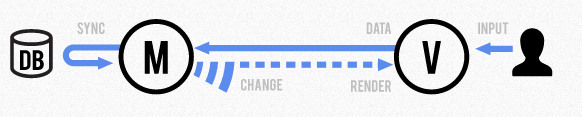 SYNC
DATA
INPUT
DB
M
V
CHANGE
RENDER